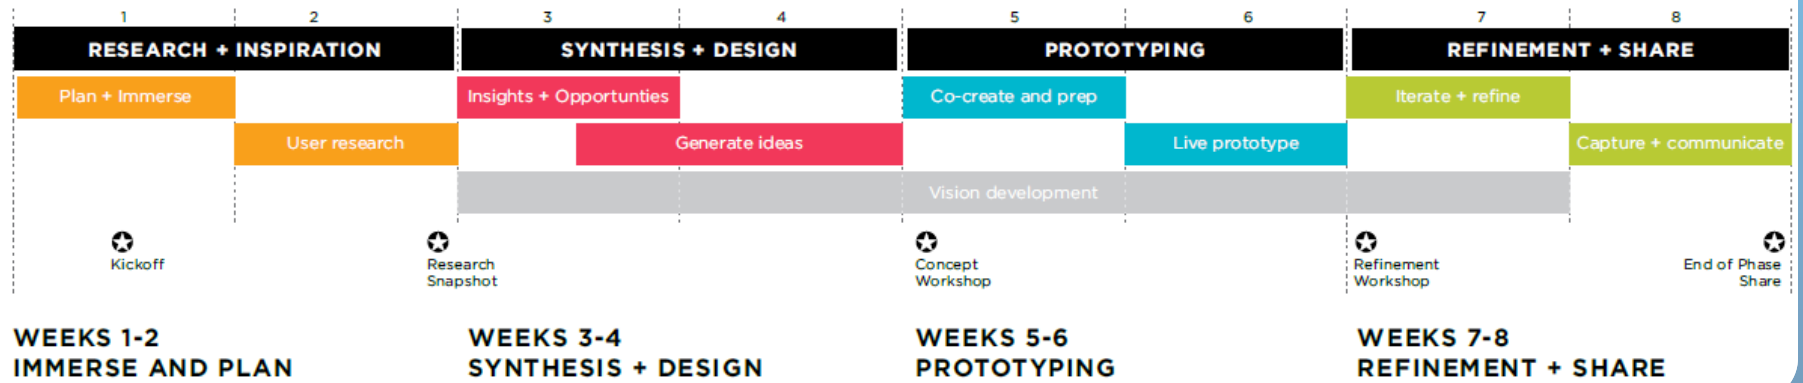 1 2 3 4 5 6 7 8
RESEARCH + INSPIRATION SYNTHESIS + DESIGN PROTOTYPING REFINEMENT + SHARE
Plan + Immerse Insights + Opportunties Co-create and prep Iterate + refine
User research Generate ideas Live prototype Capture + communicate
Vision development
Kickoff
Research
Snapshot
Concept
Workshop
Refinement
Workshop
End of Phase
Share
WEEKS 1-2
IMMERSE AND PLAN
WEEKS 3-4
SYNTHESIS + DESIGN
WEEKS 5-6
PROTOTYPING
WEEKS 7-8
REFINEMENT + SHARE